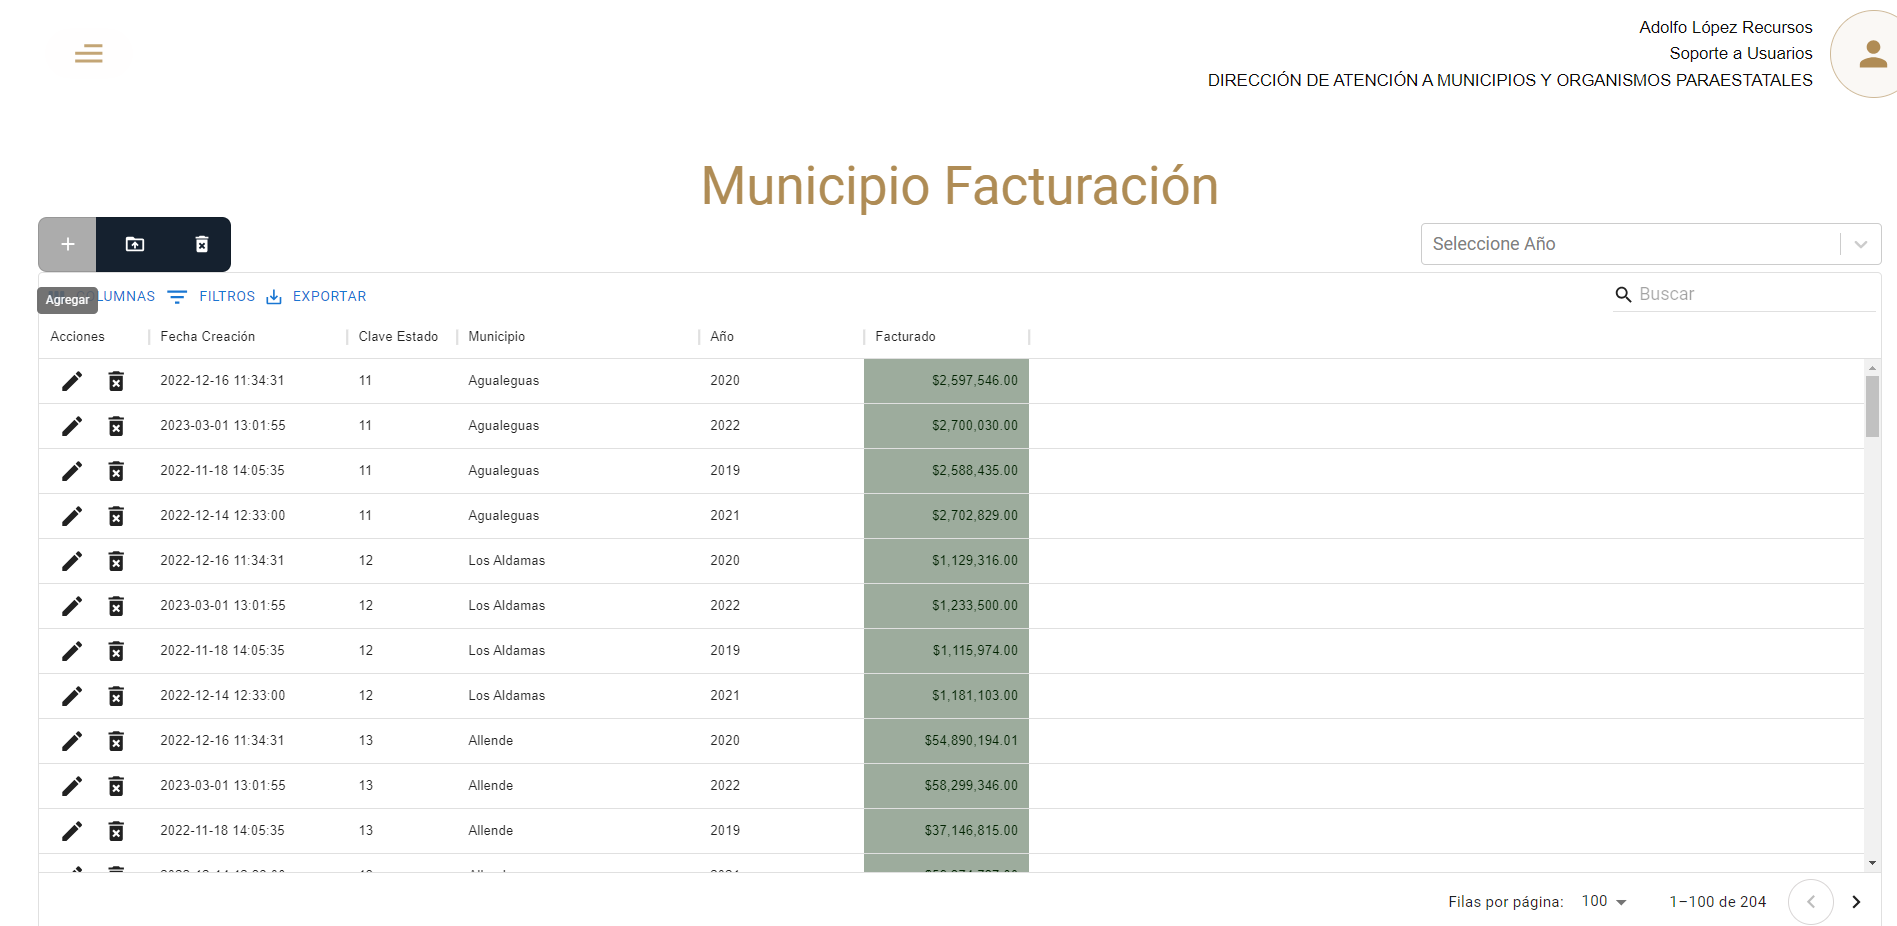 Adolfo López Recursos
Soporte a Usuarios
DIRECCIÓN DE ATENCIÓN A MUNICIPIOS Y ORGANISMOS PARAESTATALES
Municipio Facturación
Seleccione Año
Agregar
LUMNAS FILTROS EXPORTAR
Buscar
Acciones Fecha Creación Clave Estado Municipio Año Facturado
2022-12-16 11:34:31 11 Agualeguas 2020 $2,597,546.00
2023-03-01 13:01:55 11 Agualeguas 2022 $2,700,030.00
2022-11-18 14:05:35 11 Agualeguas 2019 $2,588,435.00
2022-12-14 12:33:00 11 Agualeguas 2021 $2,702,829.00
2022-12-16 11:34:31 12 Los Aldamas 2020 $1,129,316.00
2023-03-01 13:01:55 12 Los Aldamas 2022 $1,233,500.00
2022-11-18 14:05:35 12 Los Aldamas 2019 $1,115,974.00
2022-12-14 12:33:00 12 Los Aldamas 2021 $1,181,103.00
2022-12-16 11:34:31 13 Allende 2020 $54,890,194.01
2023-03-01 13:01:55 13 Allende 2022 $58,299,346.00
2022-11-18 14:05:35 13 Allende 2019 $37,146,815.00
Filas por página: 100 1–100 de 204